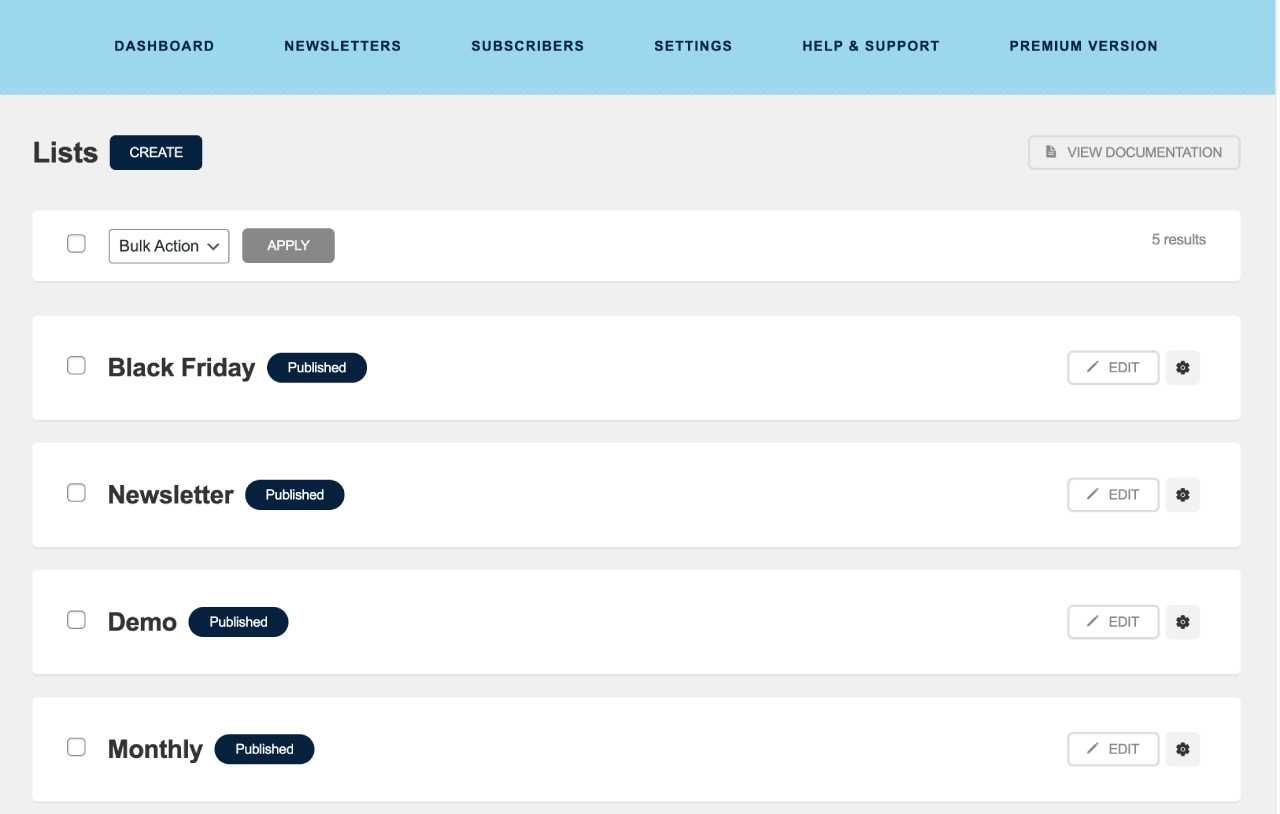 DASHBOARD NEWSLETTERS SUBSCRIBERS SETTINGS HELP & SUPPORT PREMIUM VERSION
Lists CREATE VIEW DOCUMENTATION
Bulk Action APPLY 5 results
Black Friday Published EDIT
Newsletter Published EDIT
Demo Published EDIT
Monthly Published EDIT